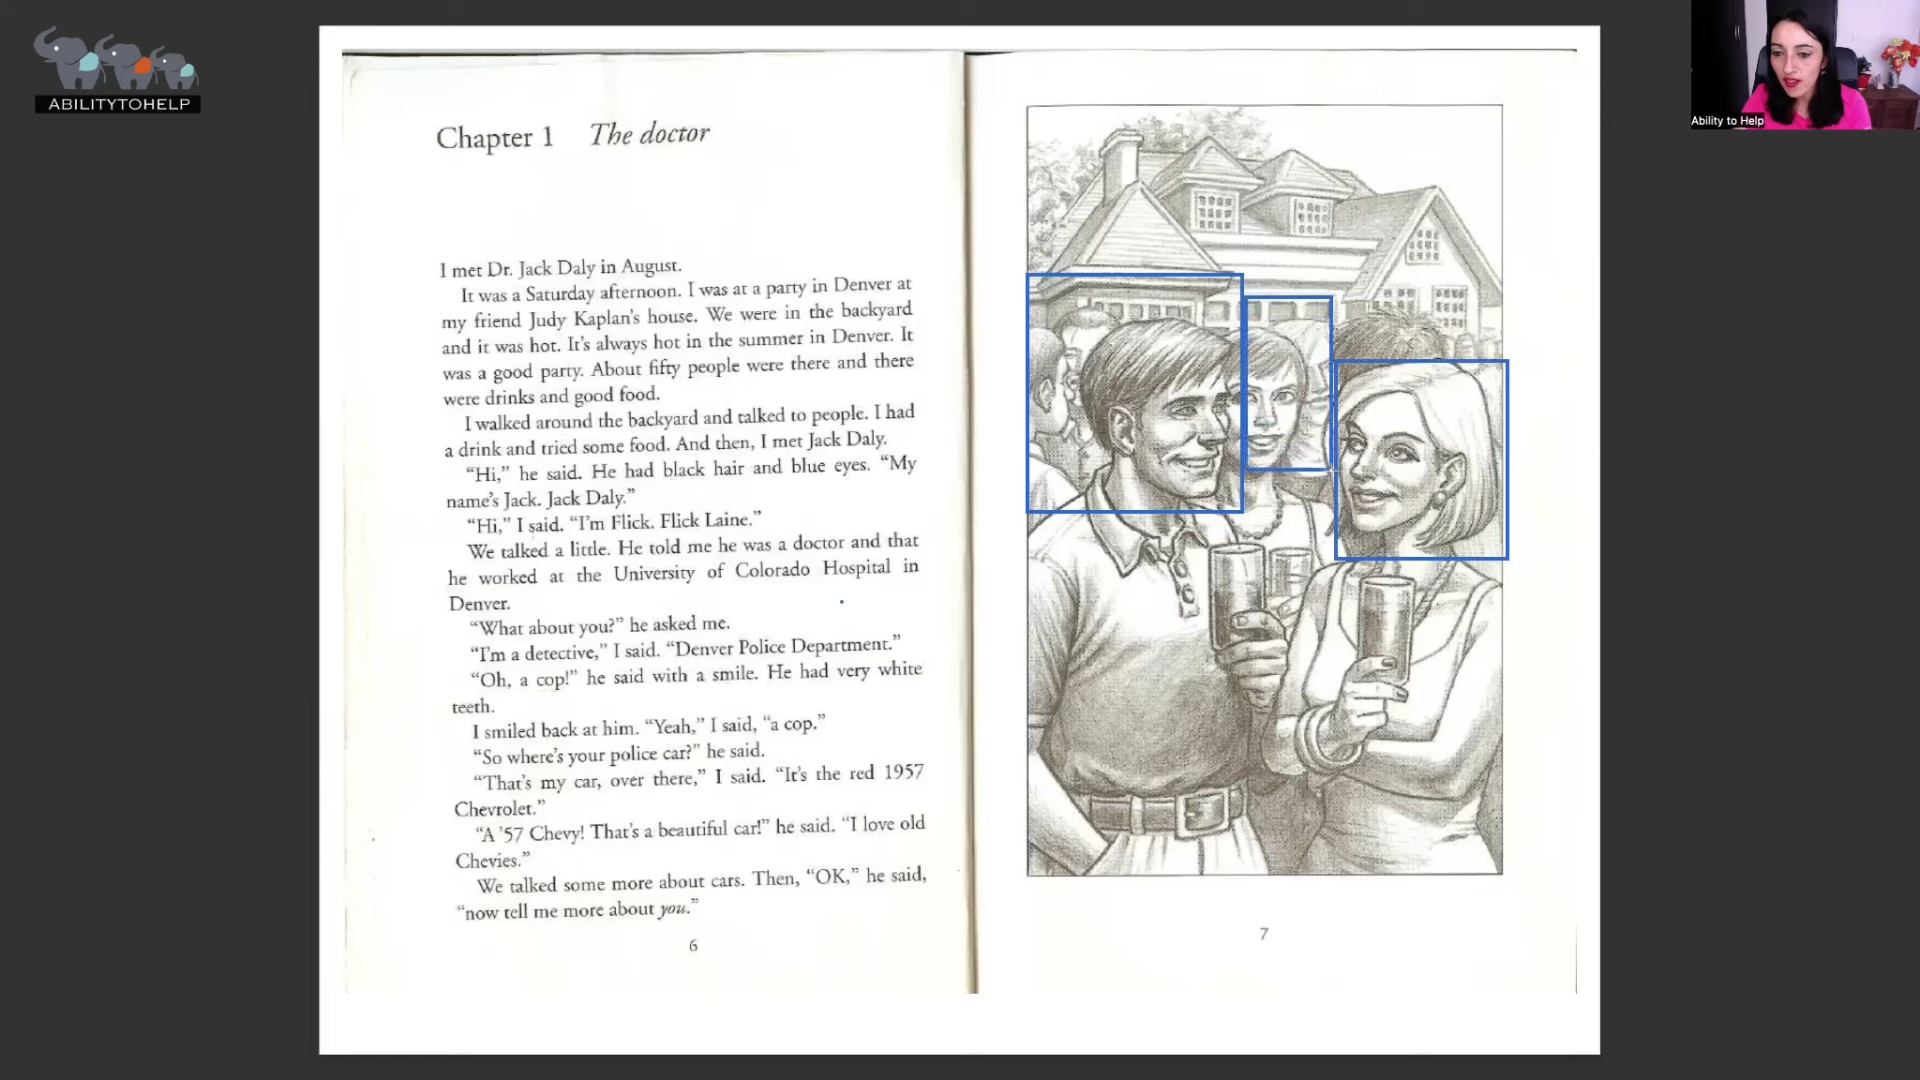 ABILITYTOHELP
Ability to Help
Chapter 1 The doctor
I met Dr. Jack Daly in August.
It was a Saturday afternoon. I was at a party in Denver at
my friend Judy Kaplan's house. We were in the backyard
and it was hot. It's always hot in the summer in Denver. It
was a good party. About fifty people were there and there
were drinks and good food.
I walked around the backyard and talked to people. I had
a drink and tried some food. And then, I met Jack Daly.
“Hi,” he said. He had black hair and blue eyes. “My
name's Jack. Jack Daly.”
“Hi,” I said. “I'm Flick. Flick Laine.”
We talked a little. He told me he was a doctor and that
he worked at the University of Colorado Hospital in
Denver.
“What about you?” he asked me.
“I'm a detective,” I said. “Denver Police Department.”
“Oh, a cop!” he said with a smile. He had very white
teeth.
I smiled back at him. “Yeah,” I said, “a cop.”
“So where's your police car?” he said.
“That's my car, over there,” I said. “It's the red 1957
Chevrolet.”
“A '57 Chevy! That's a beautiful car!” he said. “I love old
Chevies.”
We talked some more about cars. Then, “OK,” he said,
“now tell me more about you.”
6
7